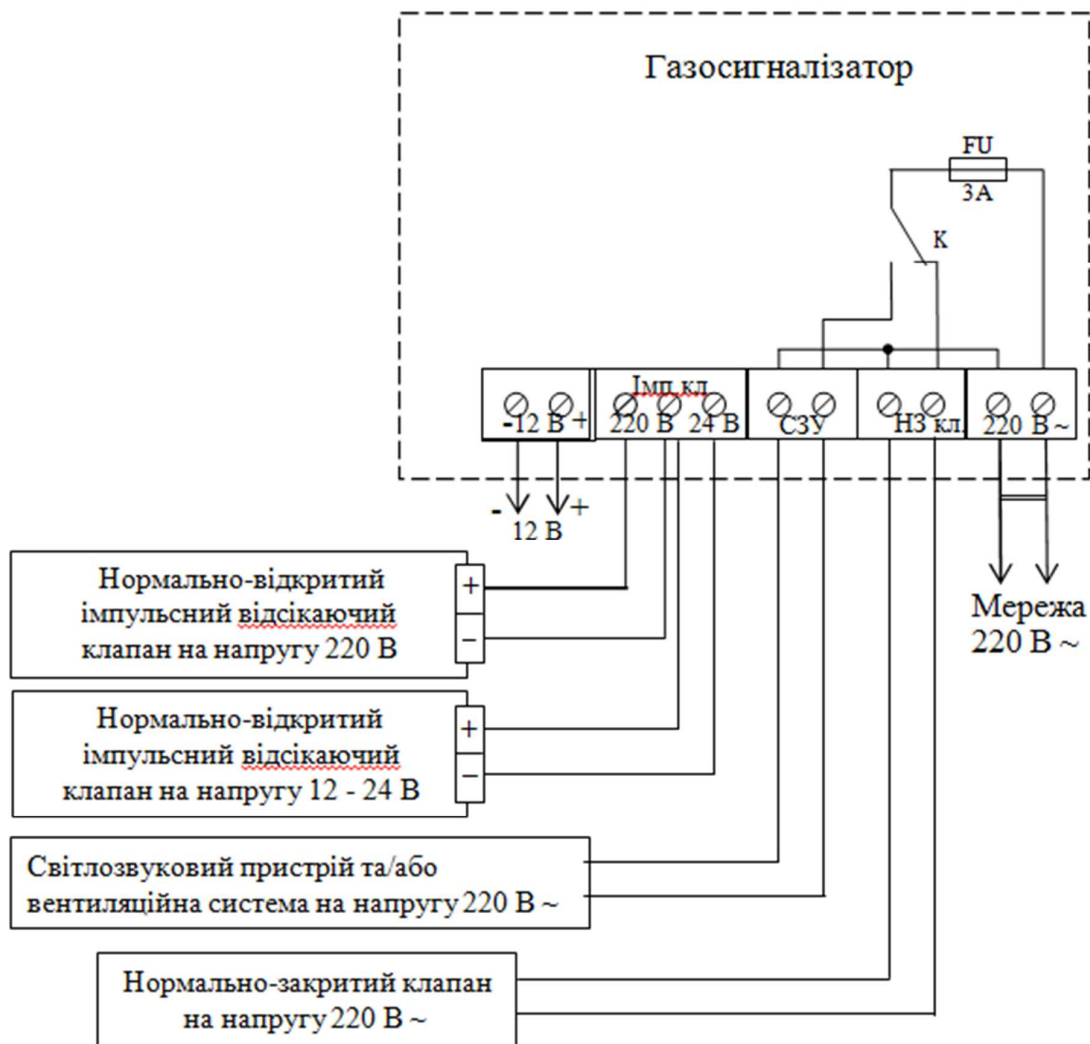 Газосигналізатор
FU
3А
К
Імп.кл
-12 В +
220 В
24 В
СЗУ
НЗ кл.
220 В ~
- +
12 В
Мережа
220 В ~
Нормально-відкритий
імпульсний відсікаючий
клапан на напругу 220 В
+
−
Нормально-відкритий
імпульсний відсікаючий
клапан на напругу 12 - 24 В
+
−
Світлозвуковий пристрій та/або
вентиляційна система на напругу 220 В ~
Нормально-закритий клапан
на напругу 220 В ~